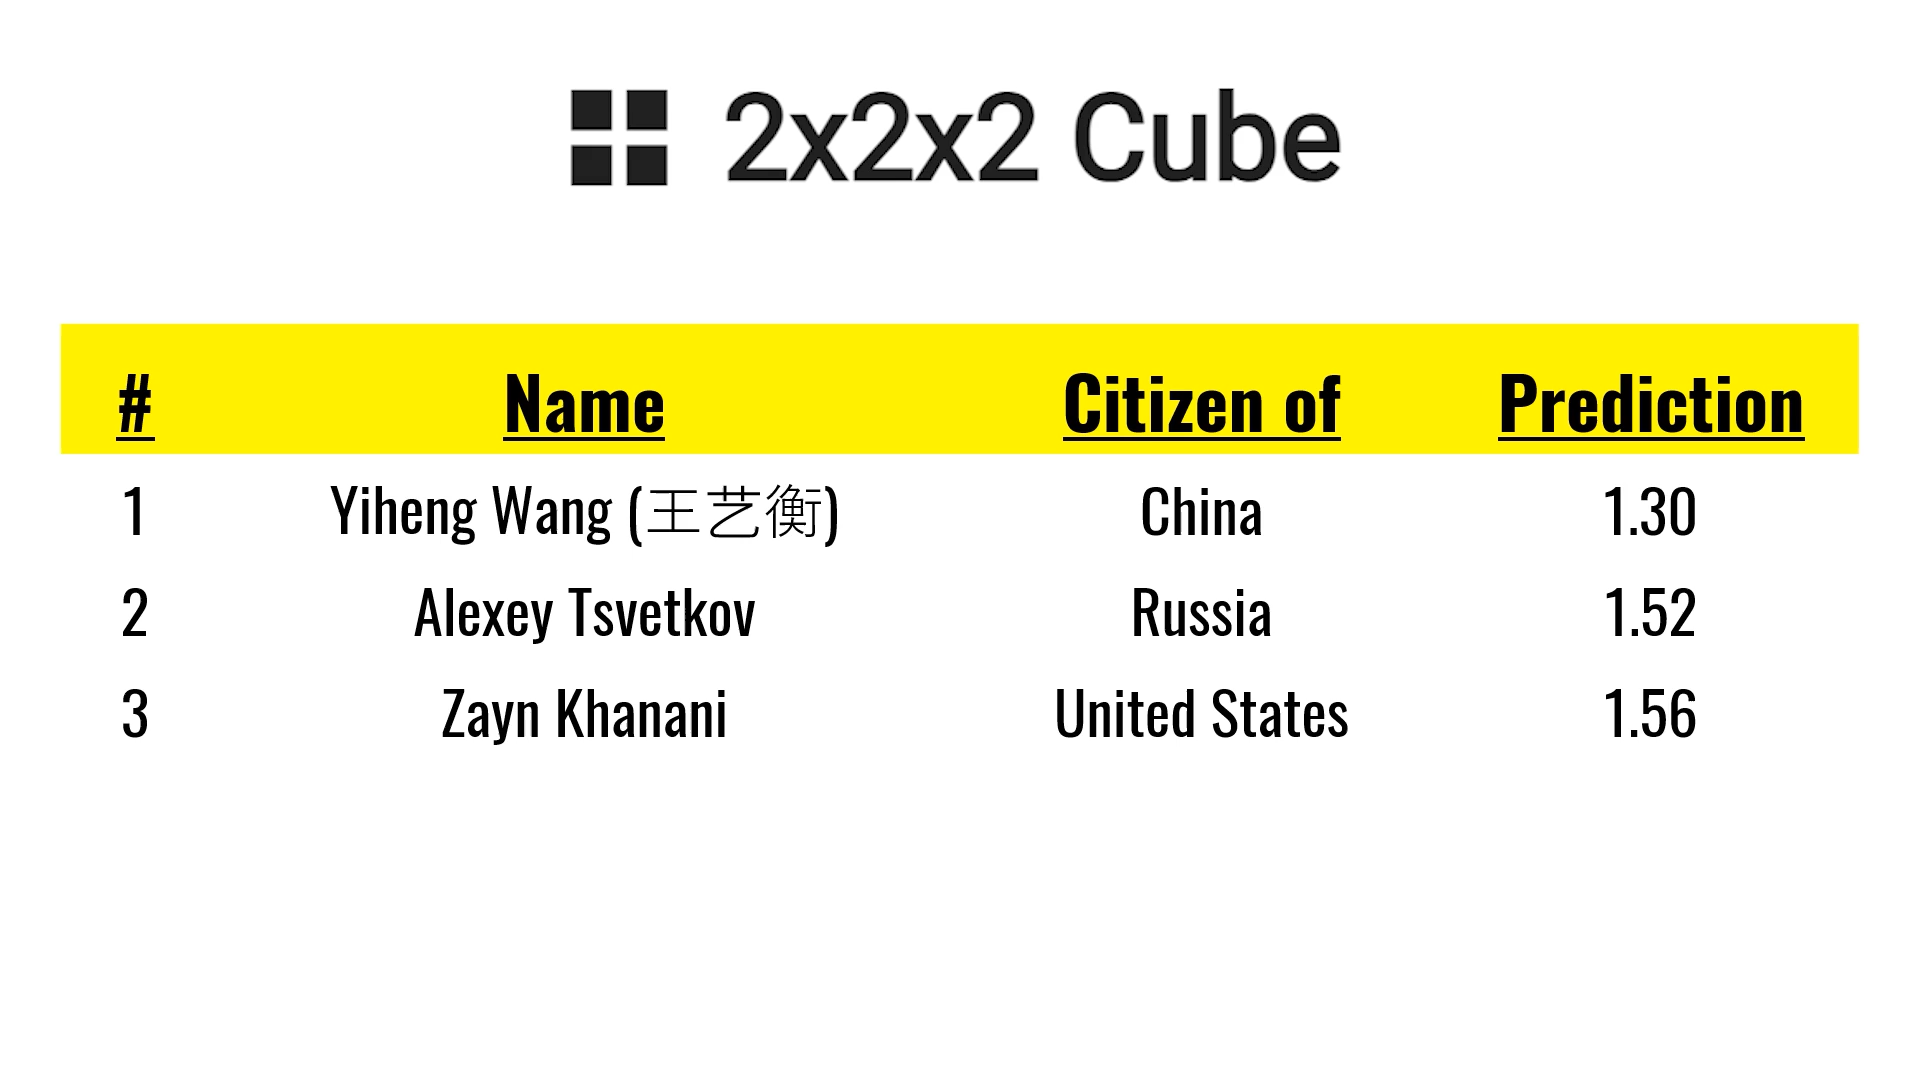 2x2x2 Cube
# Name Citizen of Prediction
1 Yiheng Wang (王艺衡) China 1.30
2 Alexey Tsvetkov Russia 1.52
3 Zayn Khanani United States 1.56